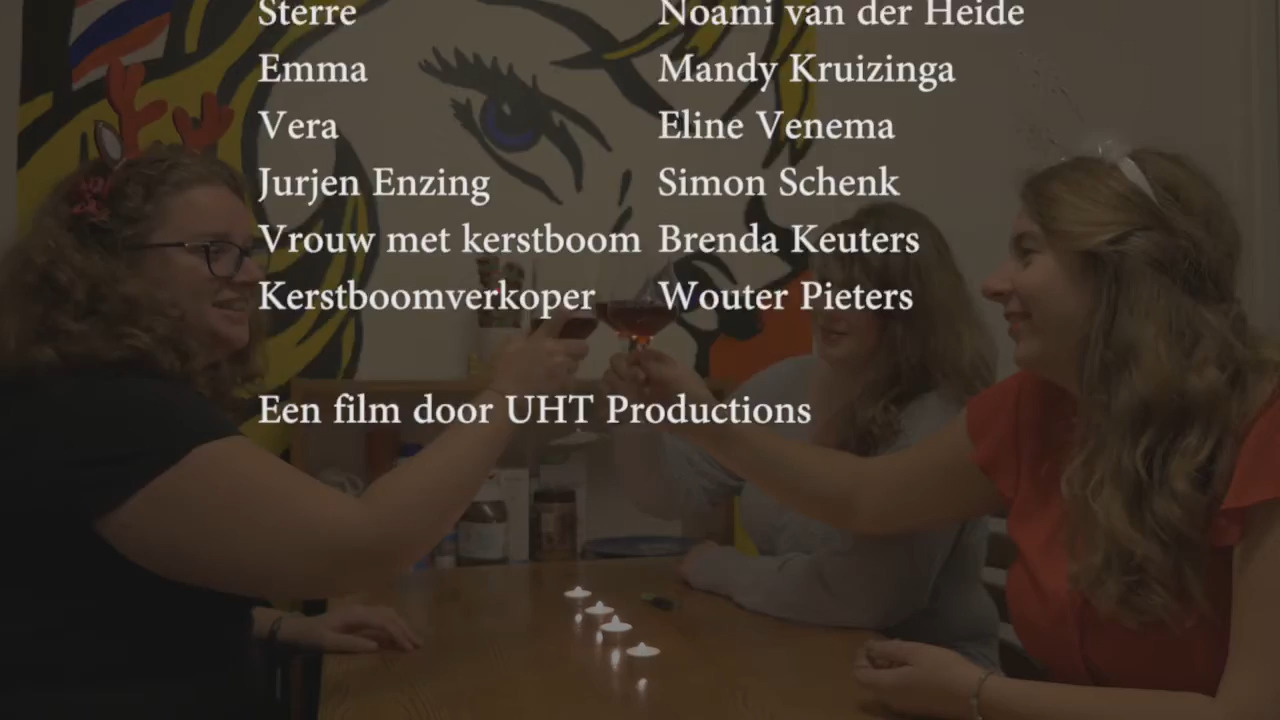 Sterre Noami van der Heide
Emma Mandy Kruizinga
Vera Eline Venema
Jurjen Enzing Simon Schenk
Vrouw met kerstboom Brenda Keuters
Kerstboomverkoper Wouter Pieters
Een film door UHT Productions